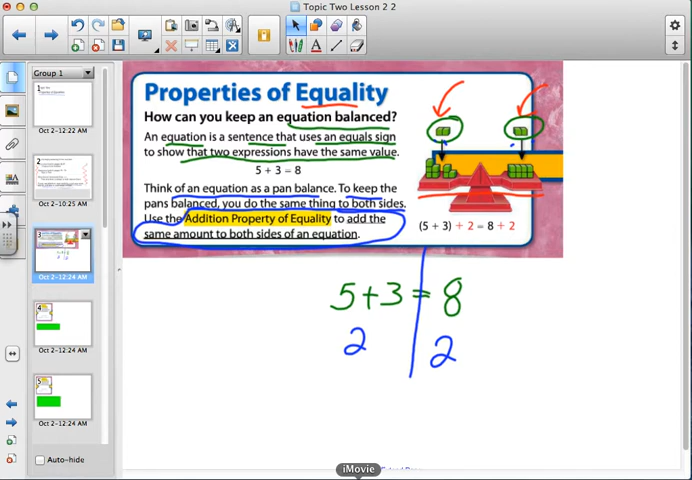 Topic Two Lesson 2 2
Group 1
1
Oct 2-12:22 AM
2
Oct 2-10:25 AM
3
Oct 2-12:24 AM
4
Oct 2-12:24 AM
5
Oct 2-12:24 AM
Auto-hide
Properties of Equality
How can you keep an equation balanced?
An equation is a sentence that uses an equals sign
to show that two expressions have the same value.
5 + 3 = 8
Think of an equation as a pan balance. To keep the
pans balanced, you do the same thing to both sides.
Use the Addition Property of Equality to add the
same amount to both sides of an equation.
(5 + 3) + 2 = 8 + 2
5+3 = 8
2 2
iMovie